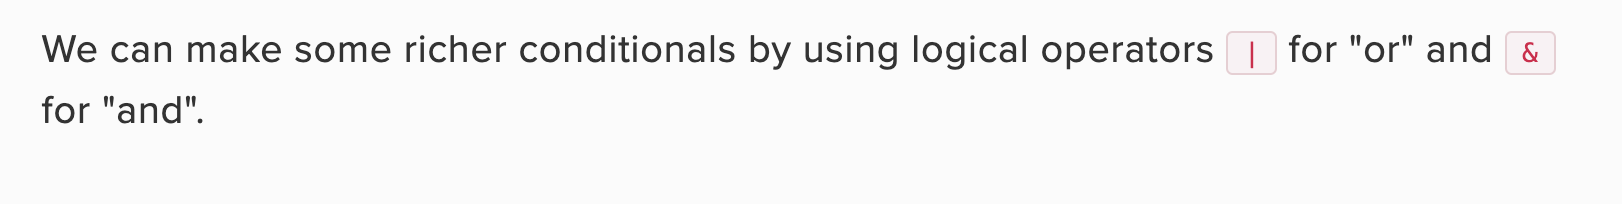 We can make some richer conditionals by using logical operators | for "or" and &
for "and".